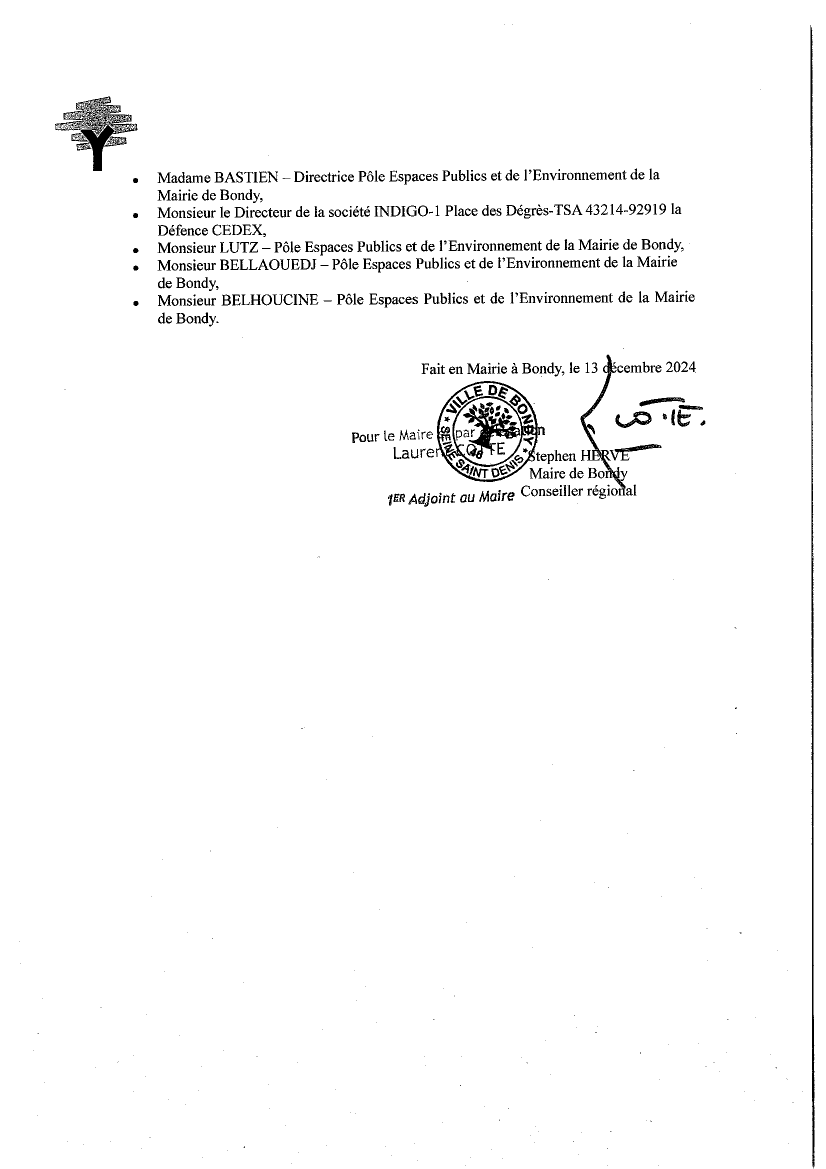 • Madame BASTIEN – Directrice Pôle Espaces Publics et de l'Environnement de la
Mairie de Bondy,
• Monsieur le Directeur de la société INDIGO-1 Place des Dégrès-TSA 43214-92919 la
Défence CEDEX,
• Monsieur LUTZ – Pôle Espaces Publics et de l'Environnement de la Mairie de Bondy,
• Monsieur BELLAOUEDJ – Pôle Espaces Publics et de l'Environnement de la Mairie
de Bondy,
• Monsieur BELHOUCINE – Pôle Espaces Publics et de l'Environnement de la Mairie
de Bondy.
Fait en Mairie à Bondy, le 13 décembre 2024
VILLE DE BONDY
SEINE SAINT DENIS
Pour le Maire par
COTTE
Stephen HERVE
Maire de Bondy
1ER Adjoint au Maire
Conseiller régional